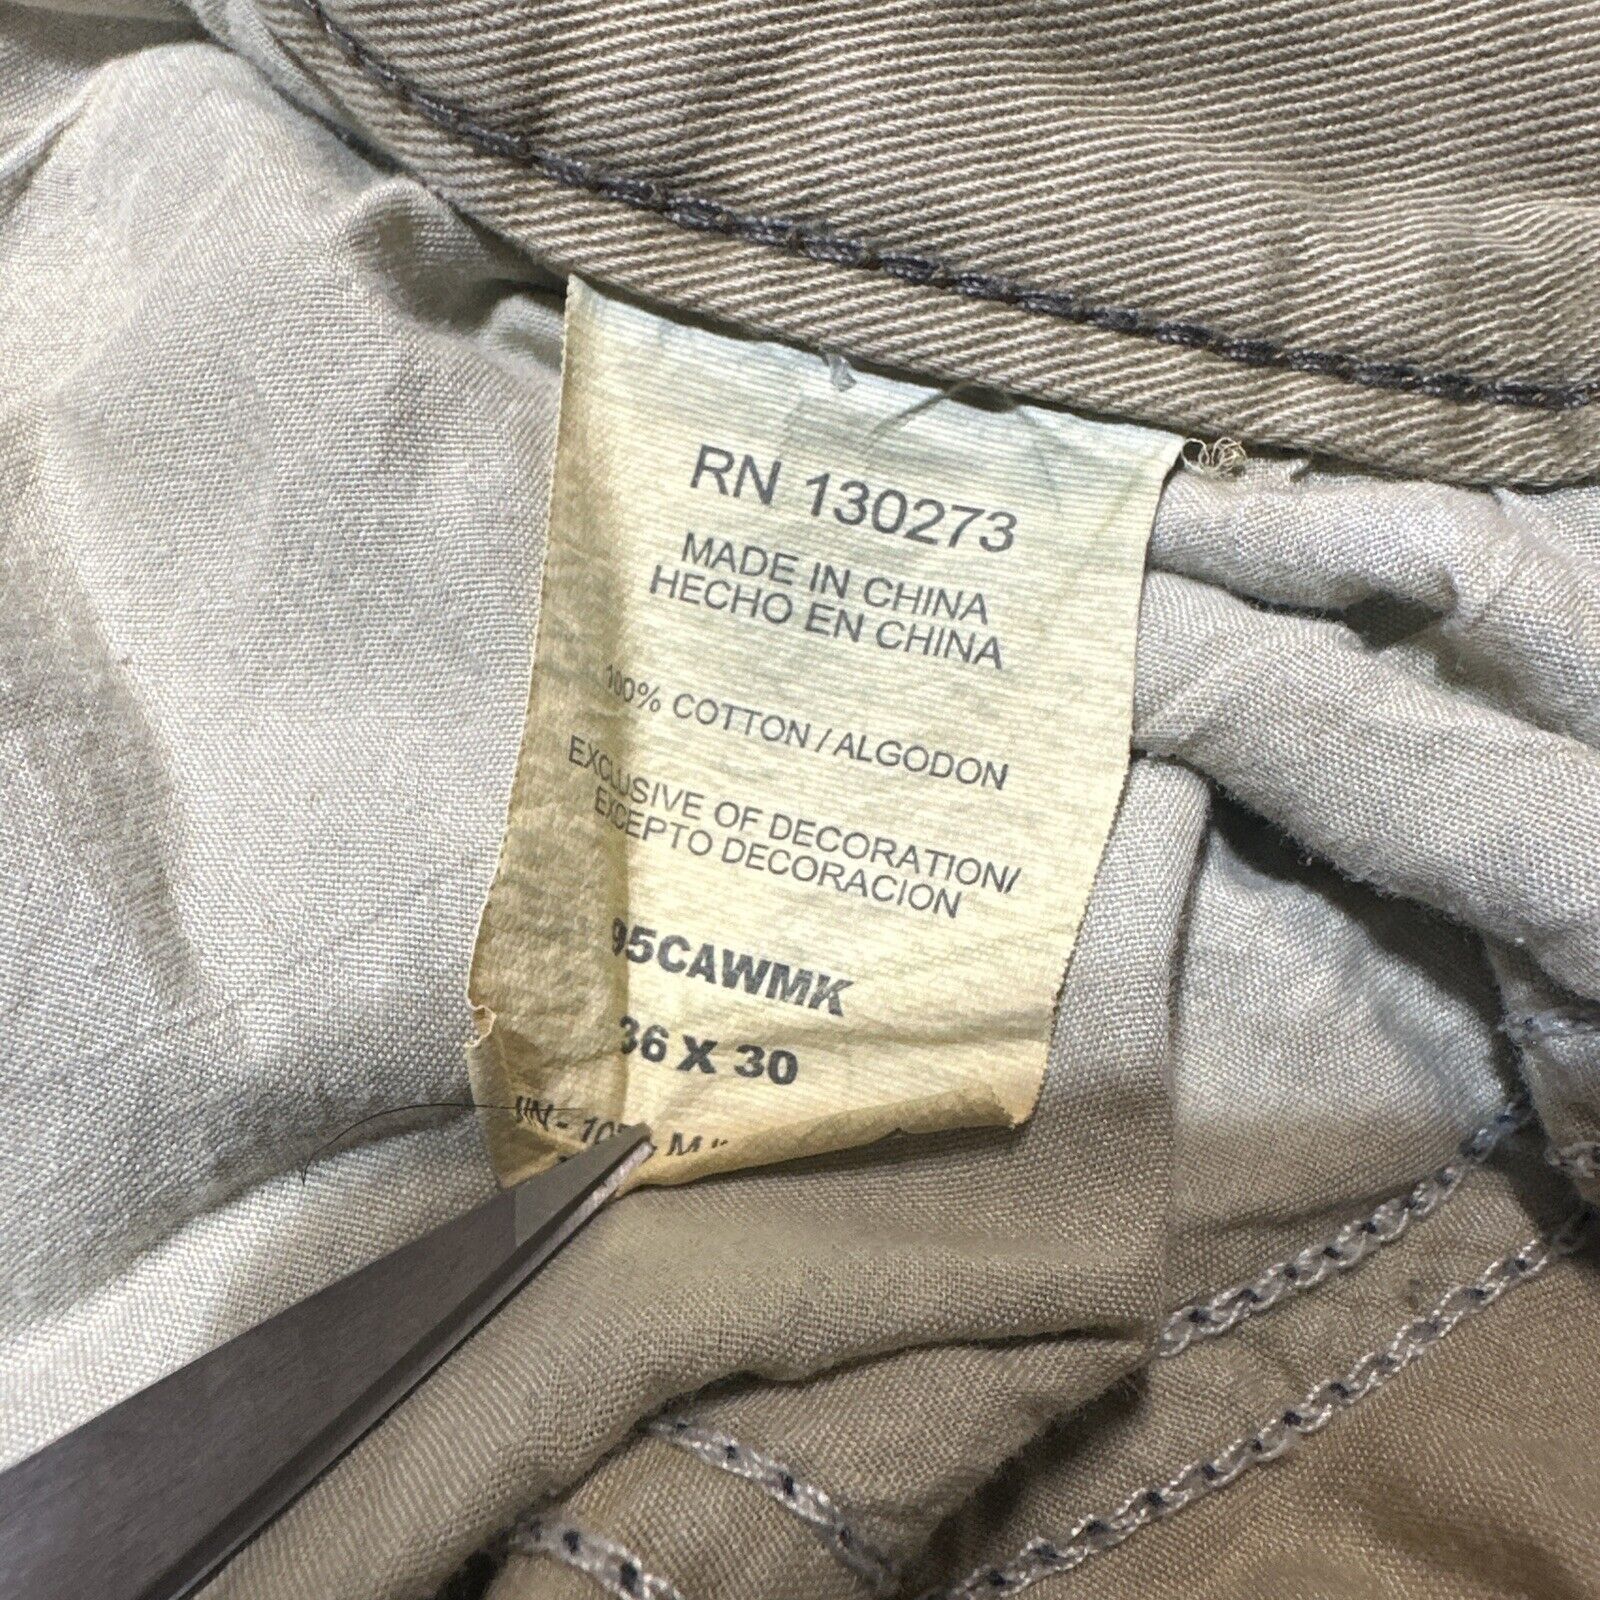 RN 130273
MADE IN CHINA
HECHO EN CHINA
100% COTTON / ALGODON
EXCLUSIVE OF DECORATION/
EXCEPTO DECORACION
95CAWMK
36 X 30